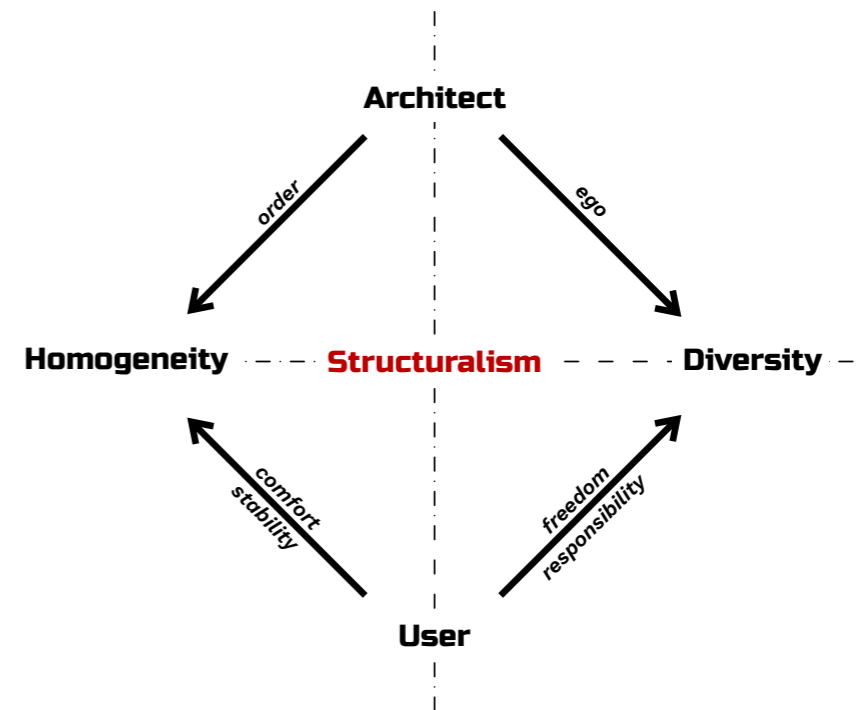 Architect
order
ego
Homogeneity
Structuralism
Diversity
comfort
stability
freedom
responsibility
User